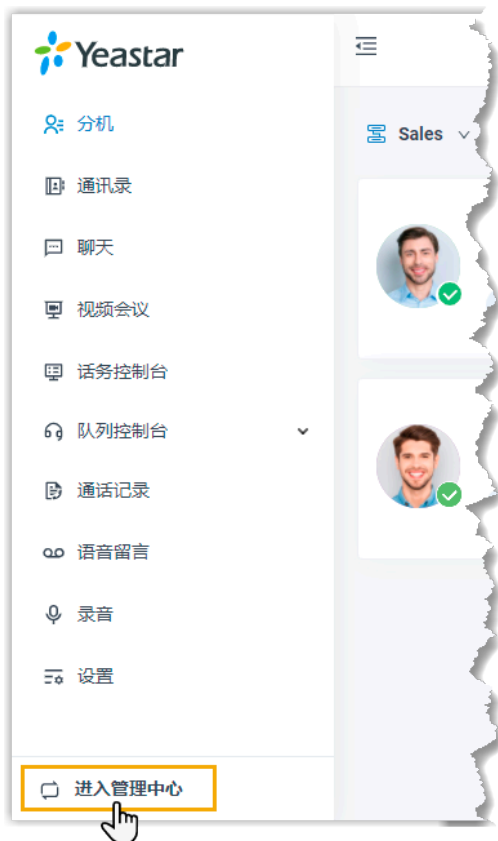 Yeastar
分机
Sales
通讯录
聊天
视频会议
话务控制台
队列控制台
通话记录
语音留言
录音
设置
进入管理中心